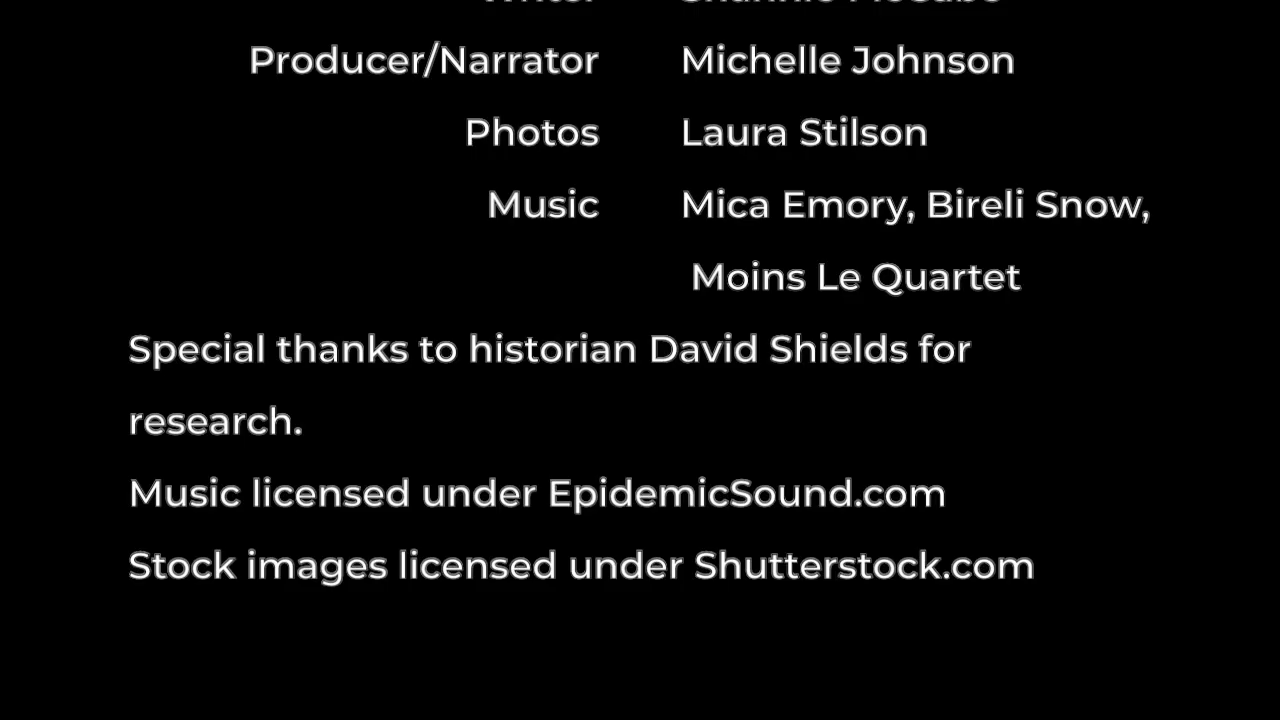 Producer/Narrator Michelle Johnson
Photos Laura Stilson
Music Mica Emory, Bireli Snow,
Moins Le Quartet
Special thanks to historian David Shields for
research.
Music licensed under EpidemicSound.com
Stock images licensed under Shutterstock.com